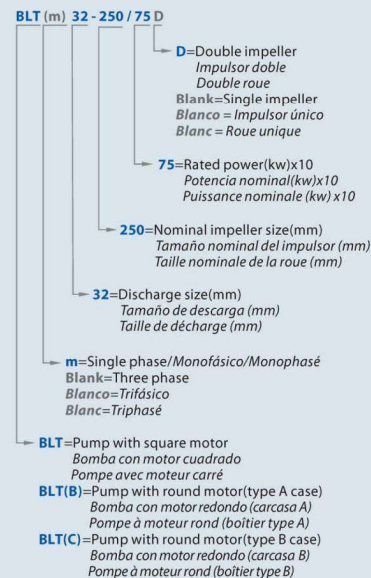 BLT(m) 32-250/75D
D=Double impeller
Impulsor doble
Double roue
Blank=Single impeller
Blanco = Impulsor único
Blanc = Roue unique
75=Rated power(kw)x10
Potencia nominal(kw)x10
Puissance nominale (kw) x10
250=Nominal impeller size(mm)
Tamaño nominal del impulsor (mm)
Taille nominale de la roue (mm)
32=Discharge size(mm)
Tamaño de descarga (mm)
Taille de décharge (mm)
m=Single phase/Monofásico/Monophasé
Blank=Three phase
Blanco=Trifásico
Blanc=Triphasé
BLT=Pump with square motor
Bomba con motor cuadrado
Pompe avec moteur carré
BLT(B)=Pump with round motor(type A case)
Bomba con motor redondo (carcasa A)
Pompe à moteur rond (boîtier type A)
BLT(C)=Pump with round motor(type B case)
Bomba con motor redondo (carcasa B)
Pompe à moteur rond (boîtier type B)